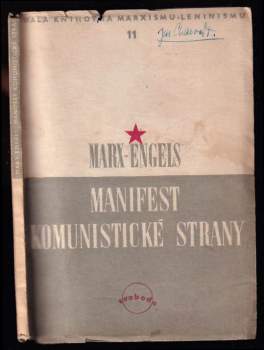 MALÁ KNIHOVNA MARXISMU-LENINISMU
11
MARX-ENGELS
MANIFEST
KOMUNISTICKÉ STRANY
svoboda